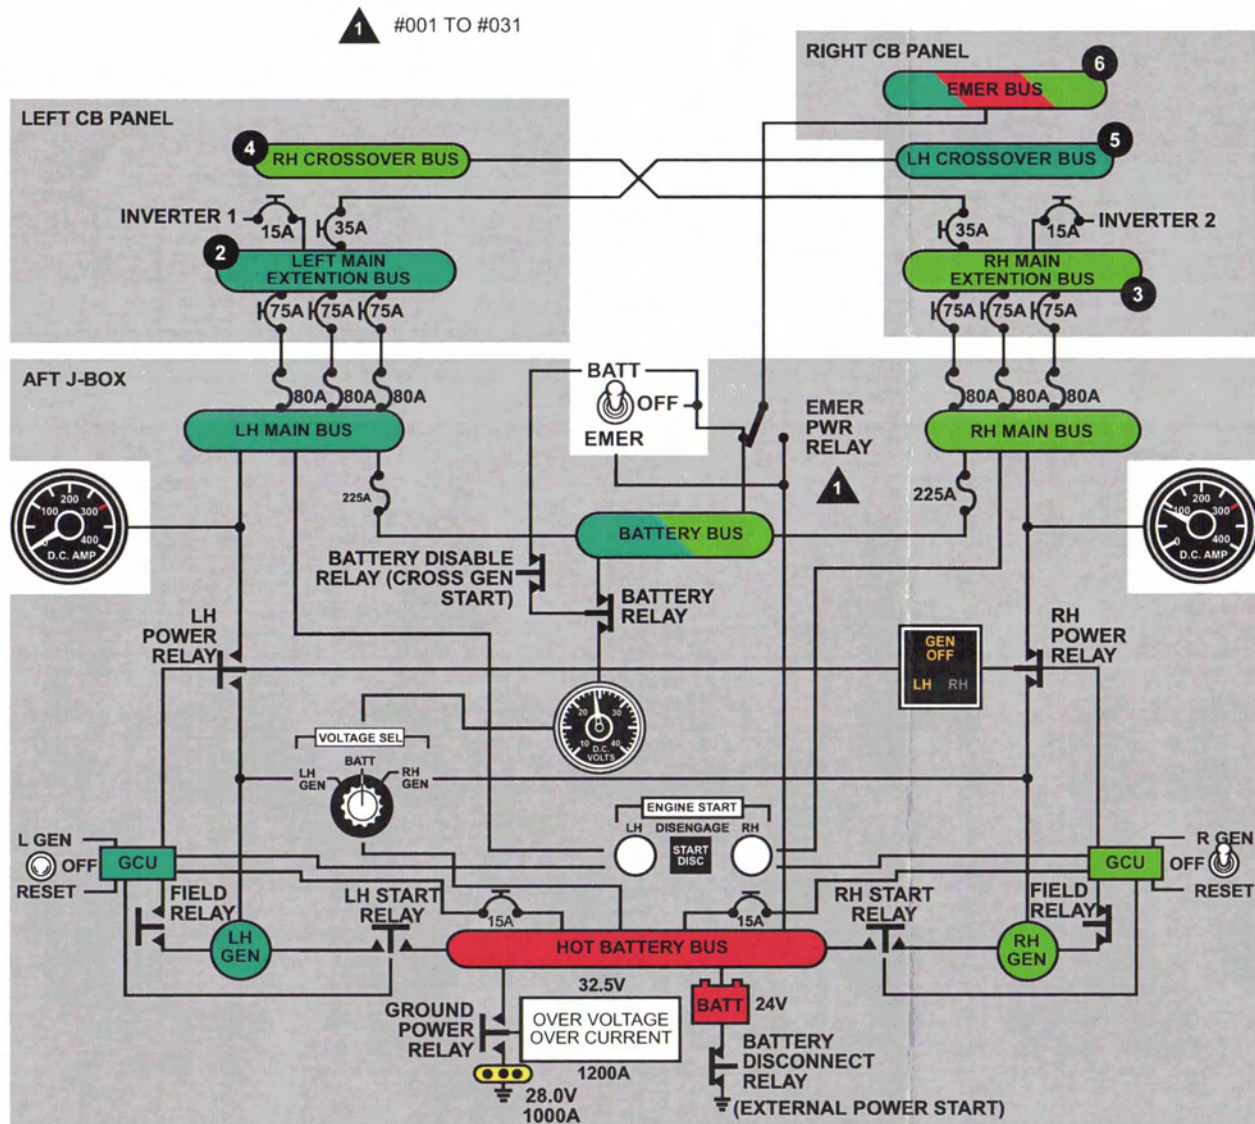 1 #001 TO #031
RIGHT CB PANEL
6
EMER BUS
LEFT CB PANEL
4
RH CROSSOVER BUS
5
LH CROSSOVER BUS
INVERTER 1
15A
35A
35A
15A
INVERTER 2
2
LEFT MAIN
EXTENTION BUS
RH MAIN
EXTENTION BUS
3
75A 75A 75A
75A 75A 75A
AFT J-BOX
80A 80A 80A
BATT
OFF
EMER
EMER
PWR
RELAY
1
80A 80A 80A
LH MAIN BUS
RH MAIN BUS
0 100 200 300 400
D.C. AMP
225A
225A
0 100 200 300 400
D.C. AMP
BATTERY BUS
BATTERY DISABLE
RELAY (CROSS GEN
START)
BATTERY
RELAY
LH
POWER
RELAY
GEN
OFF
LH RH
RH
POWER
RELAY
VOLTAGE SEL
LH
GEN
BATT
RH
GEN
10 20 30 40
D.C.
VOLTS
ENGINE START
LH DISENGAGE RH
START
DISC
L GEN
OFF
RESET
GCU
GCU
R GEN
OFF
RESET
FIELD
RELAY
LH START
RELAY
15A
15A
RH START
RELAY
FIELD
RELAY
LH
GEN
HOT BATTERY BUS
RH
GEN
32.5V
GROUND
POWER
RELAY
OVER VOLTAGE
OVER CURRENT
1200A
28.0V
1000A
BATT
24V
BATTERY
DISCONNECT
RELAY
(EXTERNAL POWER START)